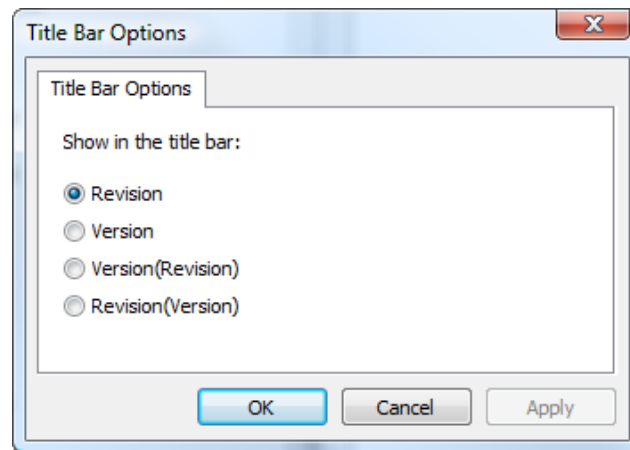 Title Bar Options
Title Bar Options
Show in the title bar:
Revision
Version
Version(Revision)
Revision(Version)
OK Cancel Apply